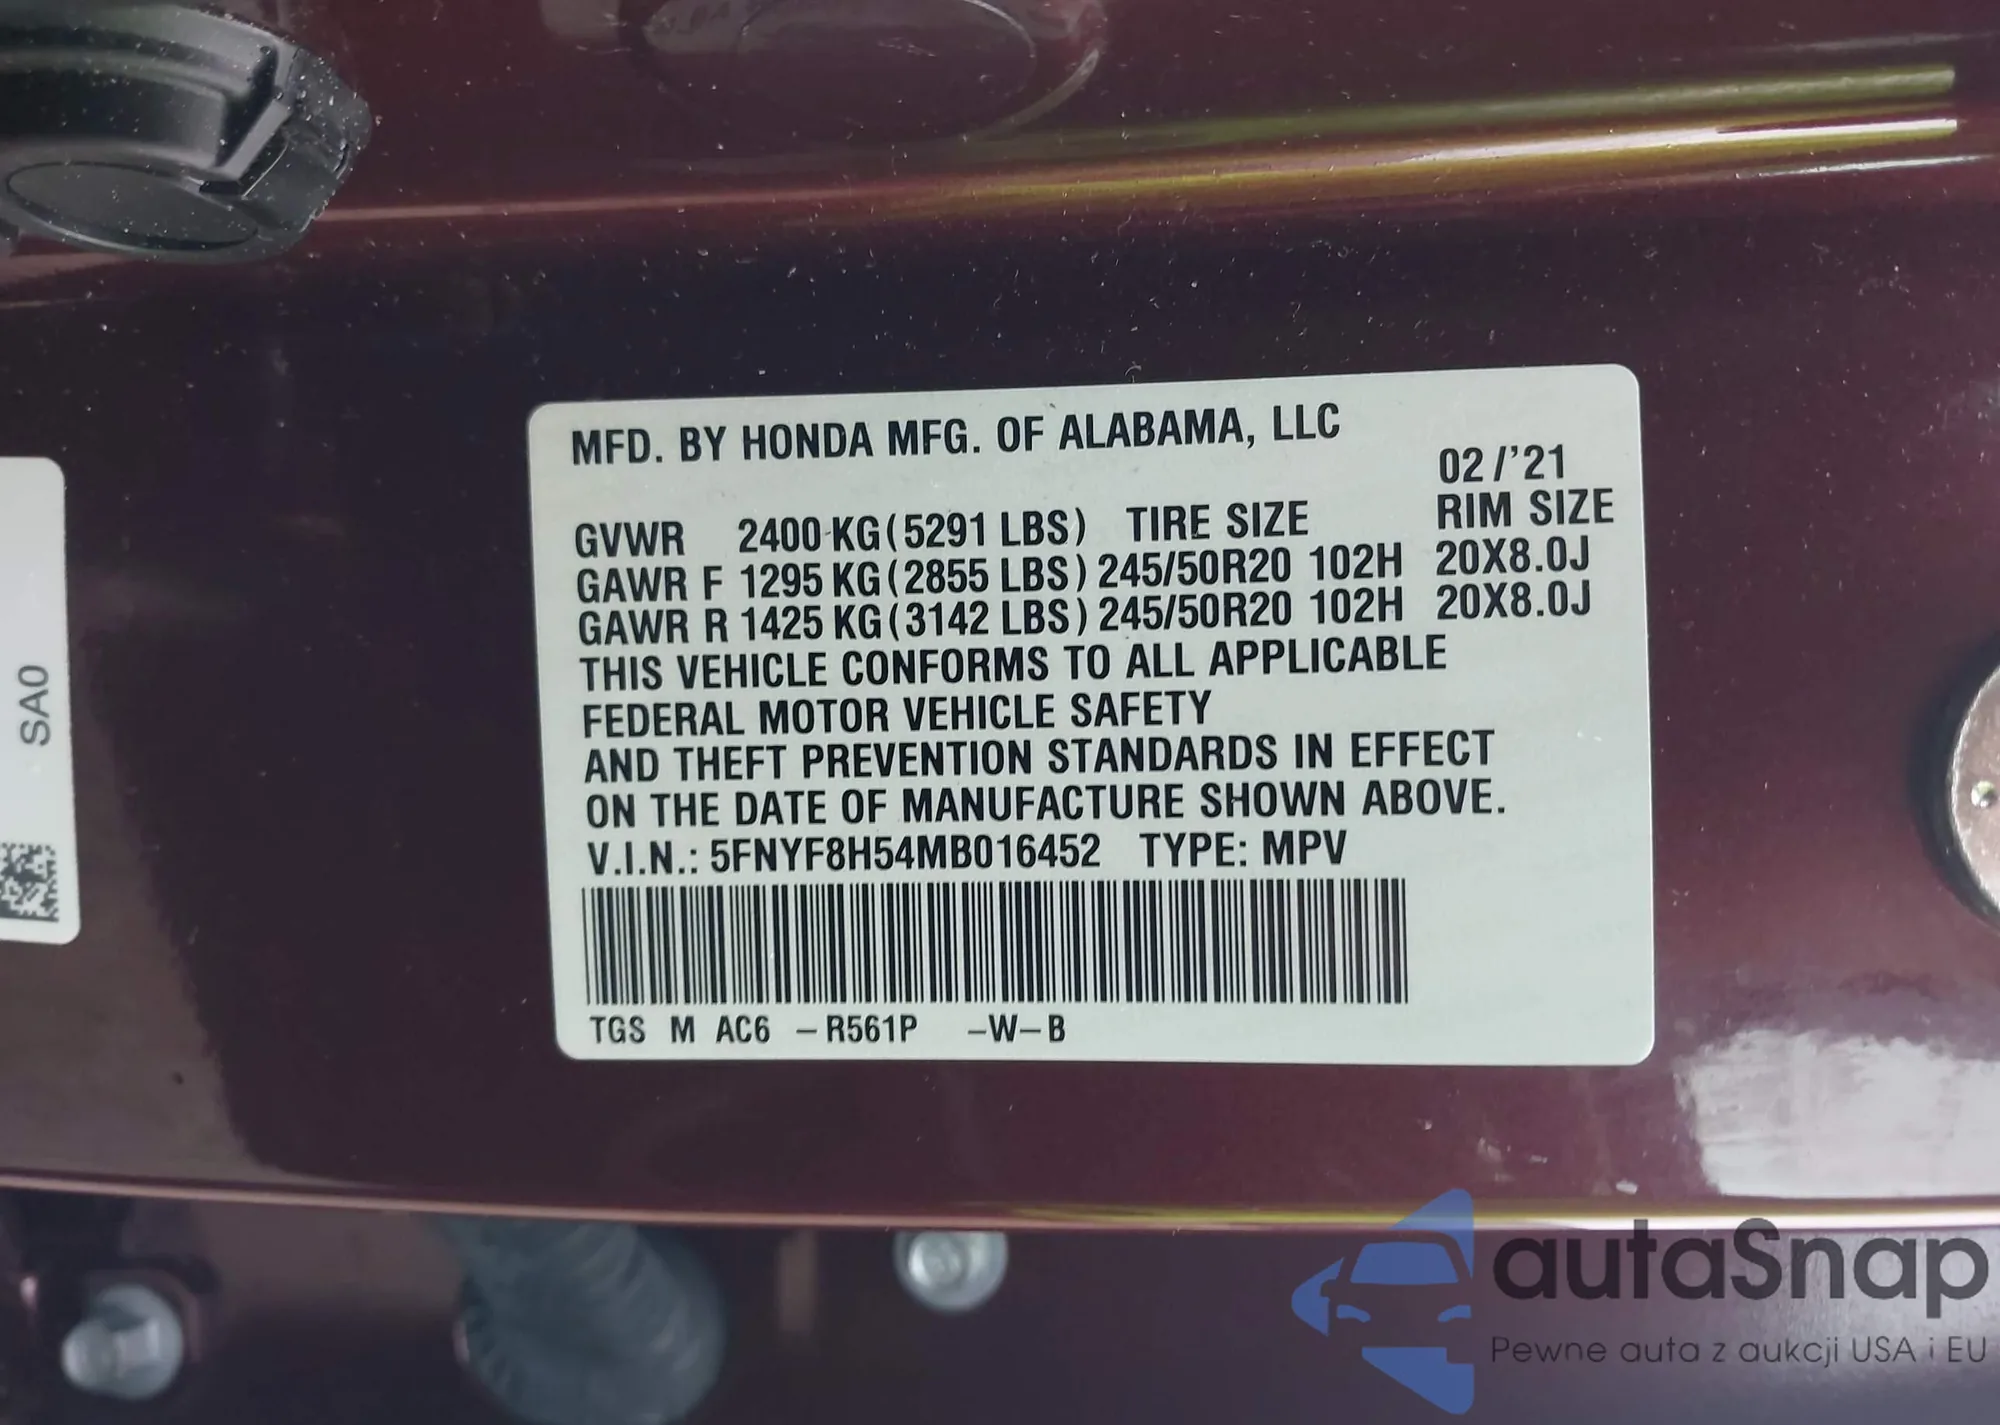 MFD. BY HONDA MFG. OF ALABAMA, LLC
02/'21
GVWR 2400 KG(5291 LBS) TIRE SIZE RIM SIZE
GAWR F 1295 KG(2855 LBS) 245/50R20 102H 20X8.0J
GAWR R 1425 KG(3142 LBS) 245/50R20 102H 20X8.0J
THIS VEHICLE CONFORMS TO ALL APPLICABLE
FEDERAL MOTOR VEHICLE SAFETY
AND THEFT PREVENTION STANDARDS IN EFFECT
ON THE DATE OF MANUFACTURE SHOWN ABOVE.
V.I.N.: 5FNYF8H54MB016452 TYPE: MPV
TGS M AC6 –R561P –W–B
SA0
autaSnap
Pewne auta z aukcji USA i EU